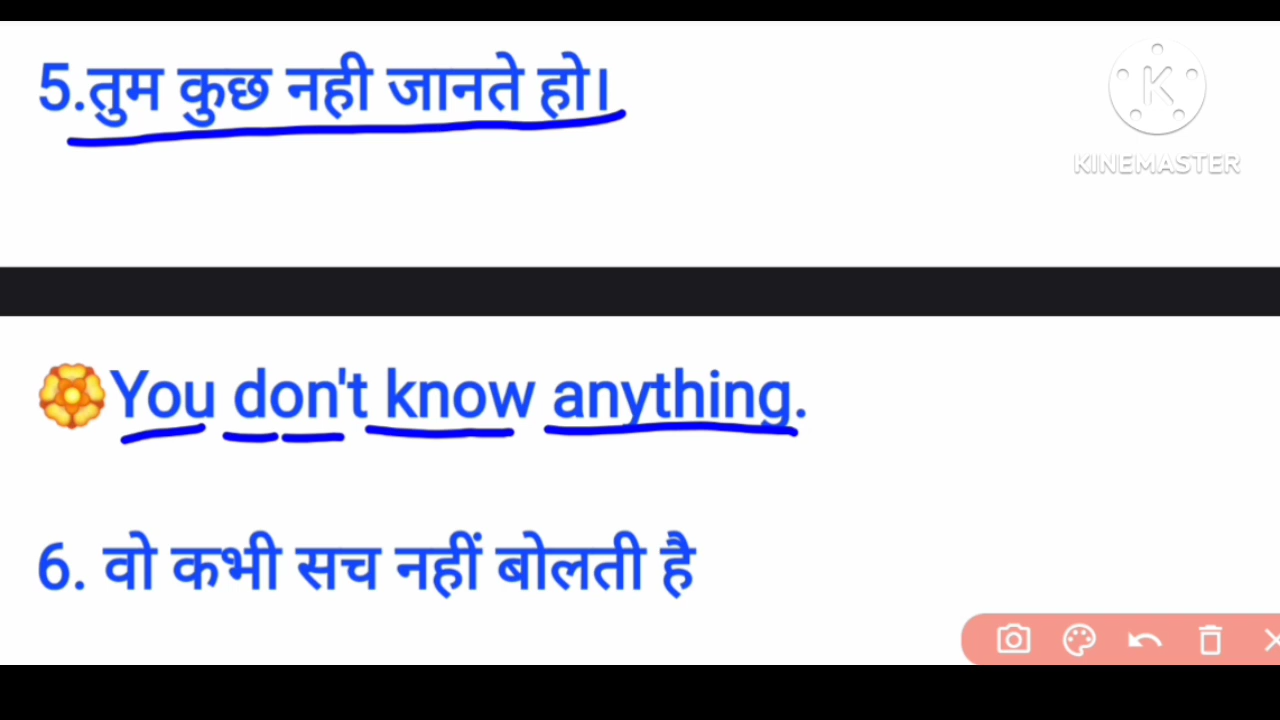 5.तुम कुछ नही जानते हो।
KINEMASTER
You don't know anything.
6. वो कभी सच नहीं बोलती है